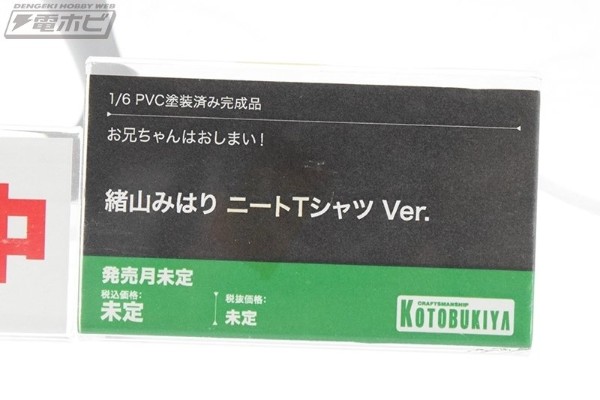 DENGEKI HOBBY WEB
電ホビ
中
1/6 PVC塗装済み完成品
お兄ちゃんはおしまい！
緒山みはり ニートTシャツ Ver.
発売月未定
税込価格:
未定
税抜価格:
未定
CRAFTSMANSHIP
KOTOBUKIYA